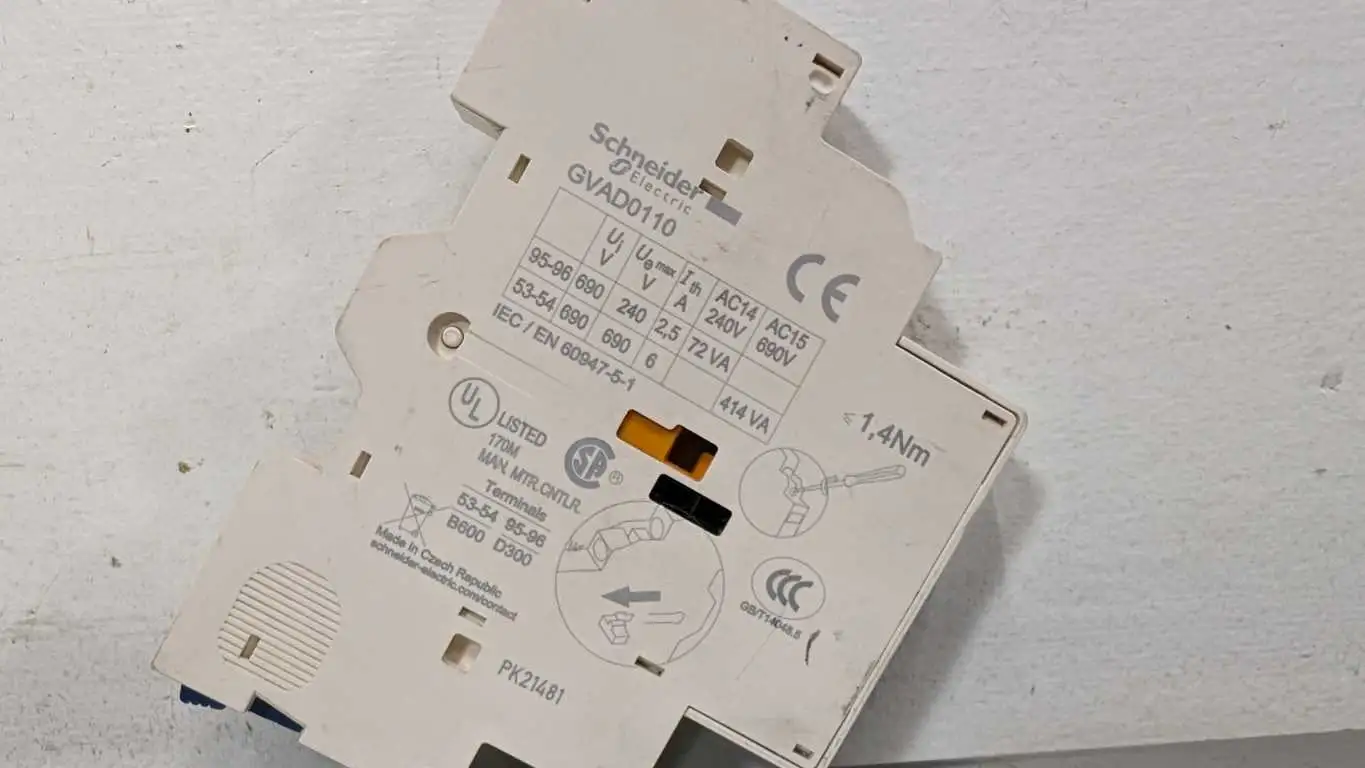 Schneider
Electric
GVAD0110
Ui V Ue max V Ith A AC14 240V AC15 690V
95-96 690 240 2,5 72 VA
53-54 690 690 6 414 VA
IEC / EN 60947-5-1
CE
≤ 1,4Nm
UL LISTED
170M
MAN. MTR.CNTLR.
SP ®
Terminals
53-54 95-96
B600 D300
Made in Czech Republic
schneider-electric.com/contact
CCC
GB/T14048.5
PK21481